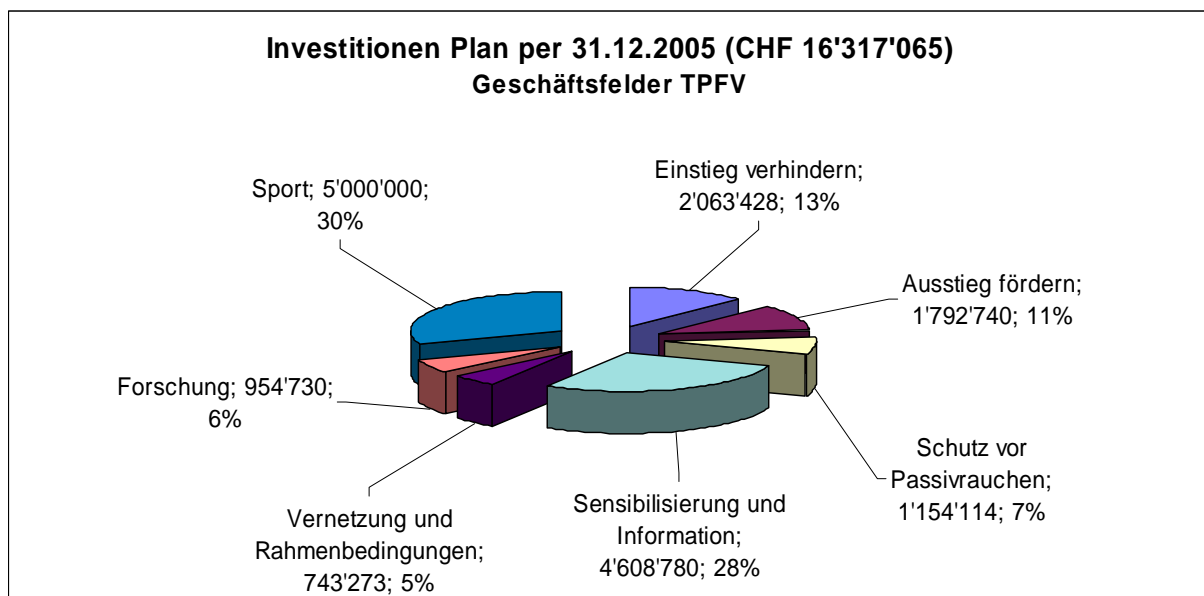 Investitionen Plan per 31.12.2005 (CHF 16'317'065)
Geschäftsfelder TPFV
Einstieg verhindern;
2'063'428; 13%
Sport; 5'000'000;
30%
Ausstieg fördern;
1'792'740; 11%
Forschung; 954'730;
6%
Schutz vor
Passivrauchen;
1'154'114; 7%
Sensibilisierung und
Information;
4'608'780; 28%
Vernetzung und
Rahmenbedingungen;
743'273; 5%